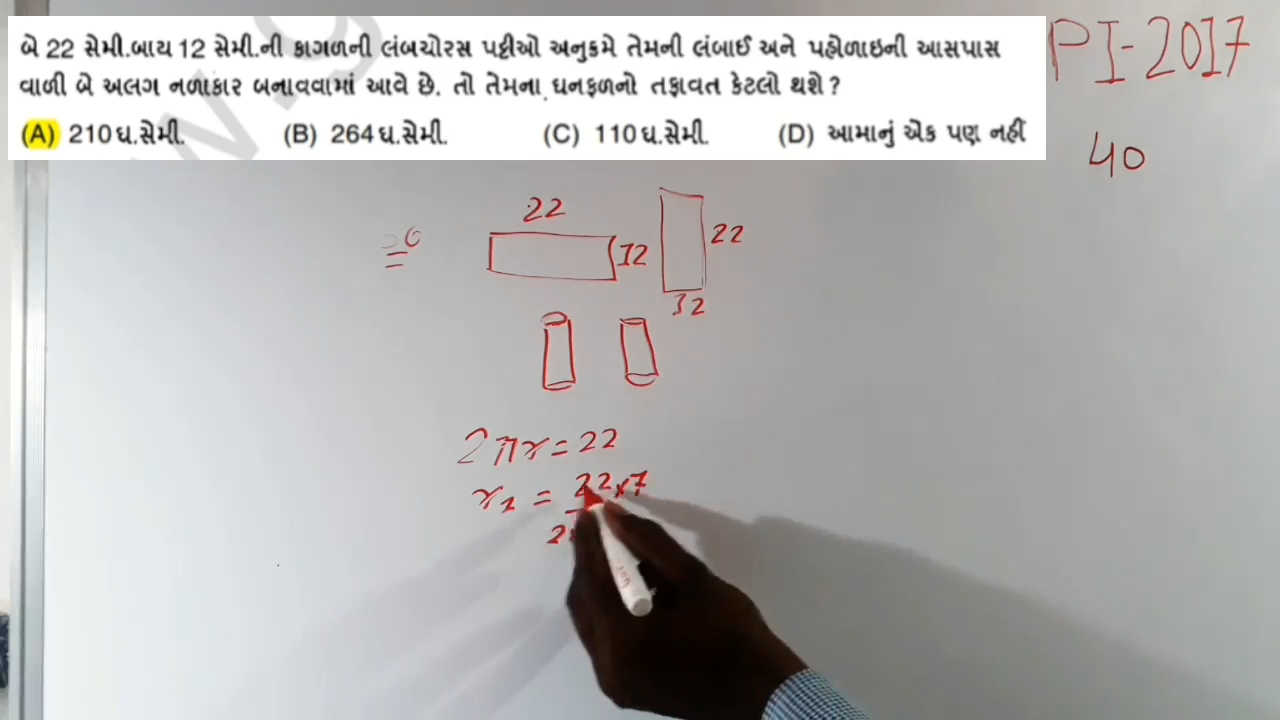 બે 22 સેમી.બાય 12 સેમી.ની કાગળની લંબચોરસ પટ્ટીઓ અનુક્રમે તેમની લંબાઈ અને પહોળાઇની આસપાસ
વાળી બે અલગ નળાકાર બનાવવામાં આવે છે. તો તેમના ઘનફળનો તફાવત કેટલો થશે ?
(A) 210 ઘ.સેમી. (B) 264 ઘ.સેમી. (C) 110 ઘ.સેમી. (D) આમાનું એક પણ નહીં
PI-2017
40
22
12 22
12
2πr = 22
r1 = 22×7
2